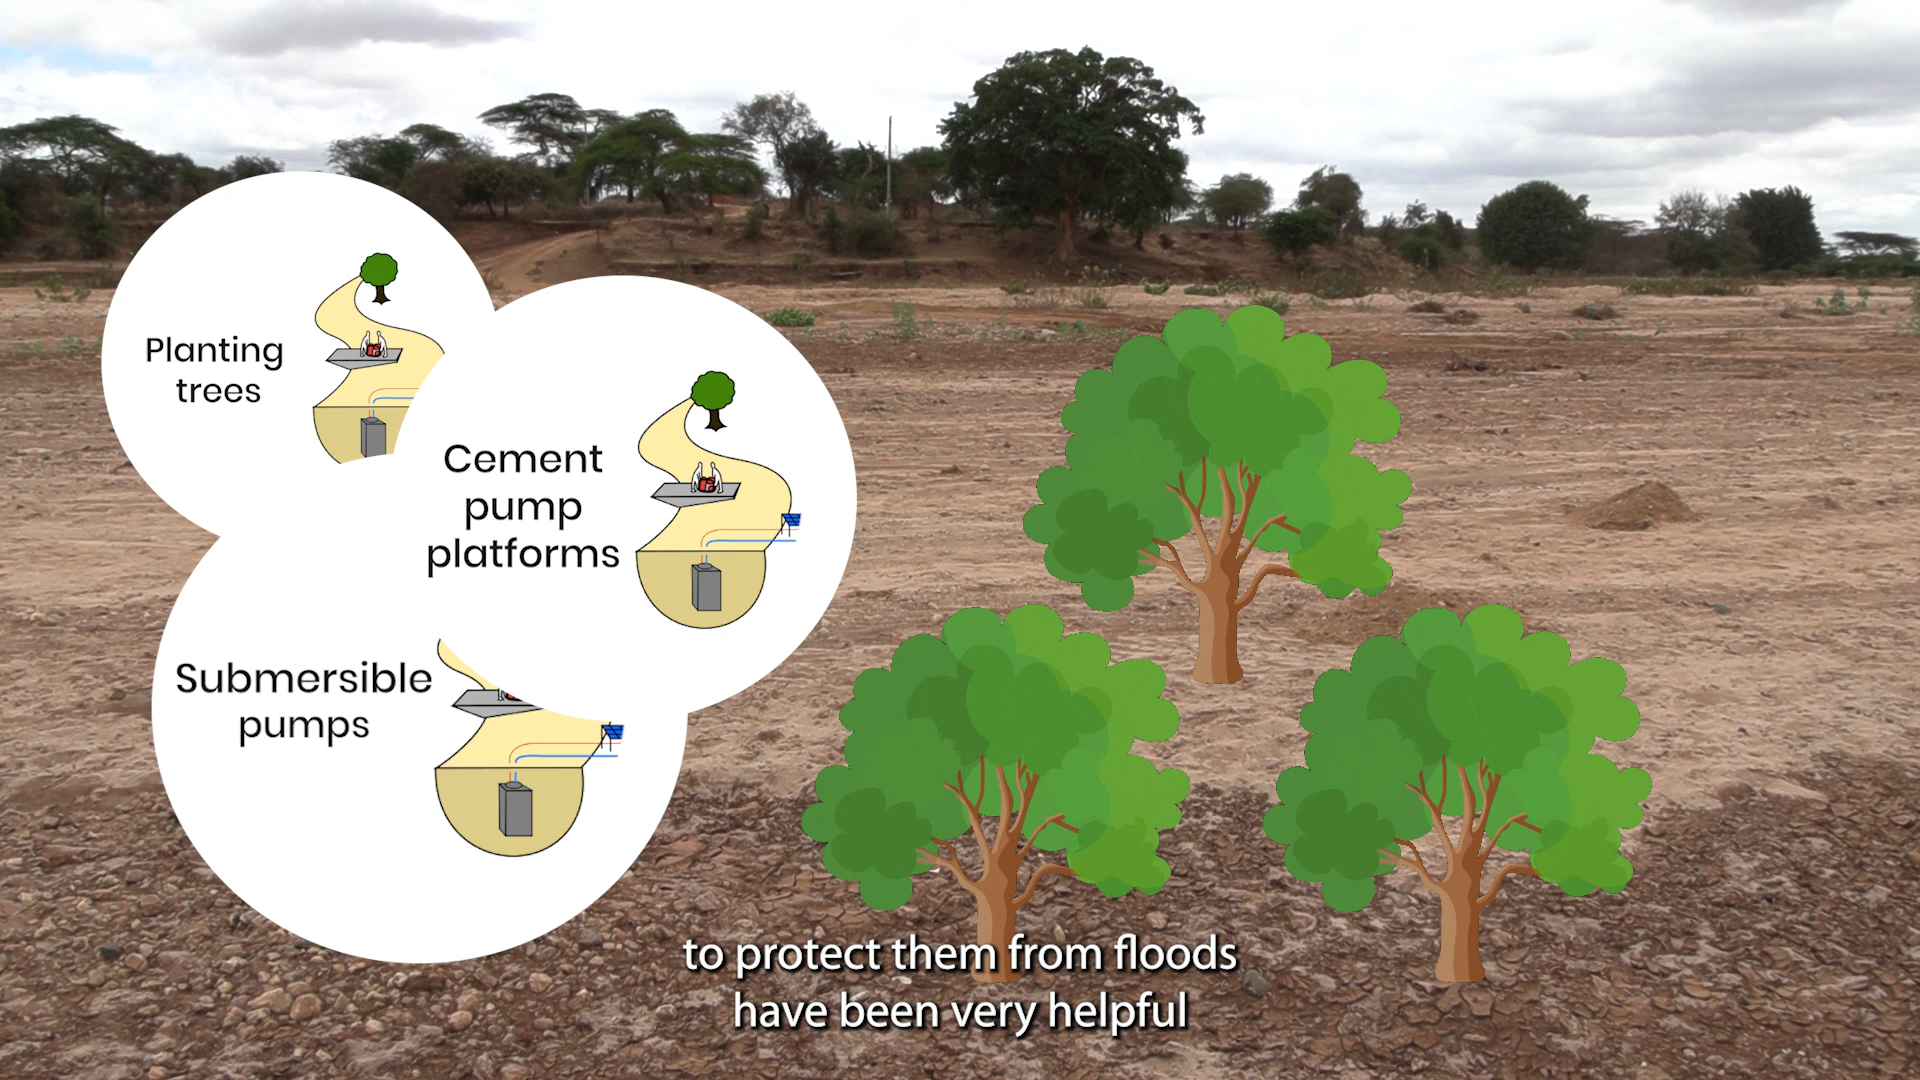 Planting
trees
Cement
pump
platforms
Submersible
pumps
to protect them from floods
have been very helpful